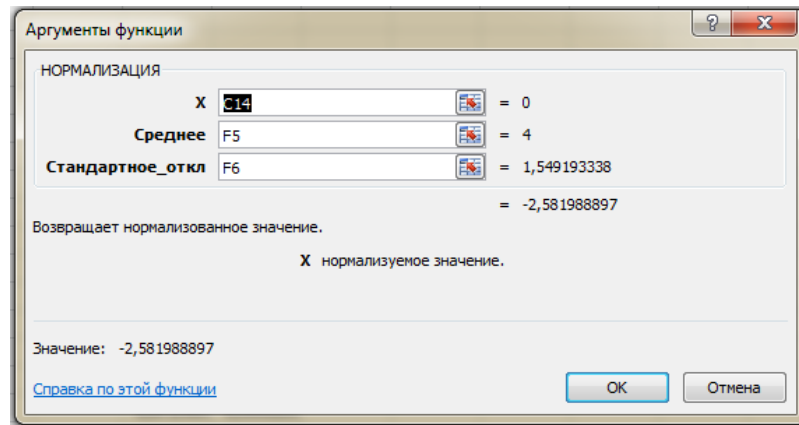 Аргументы функции
НОРМАЛИЗАЦИЯ
X C14 = 0
Среднее F5 = 4
Стандартное_откл F6 = 1,549193338
= -2,581988897
Возвращает нормализованное значение.
X нормализуемое значение.
Значение: -2,581988897
Справка по этой функции OK Отмена